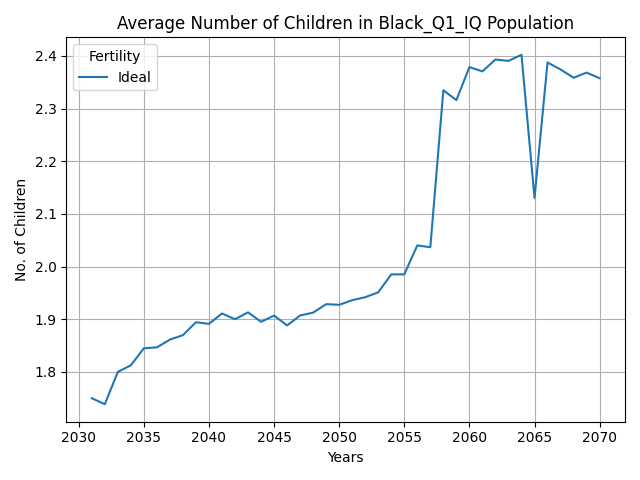 Average Number of Children in Black_Q1_IQ Population
Fertility
Ideal
2.4
2.3
2.2
2.1
2.0
1.9
1.8
No. of Children
2030 2035 2040 2045 2050 2055 2060 2065 2070
Years